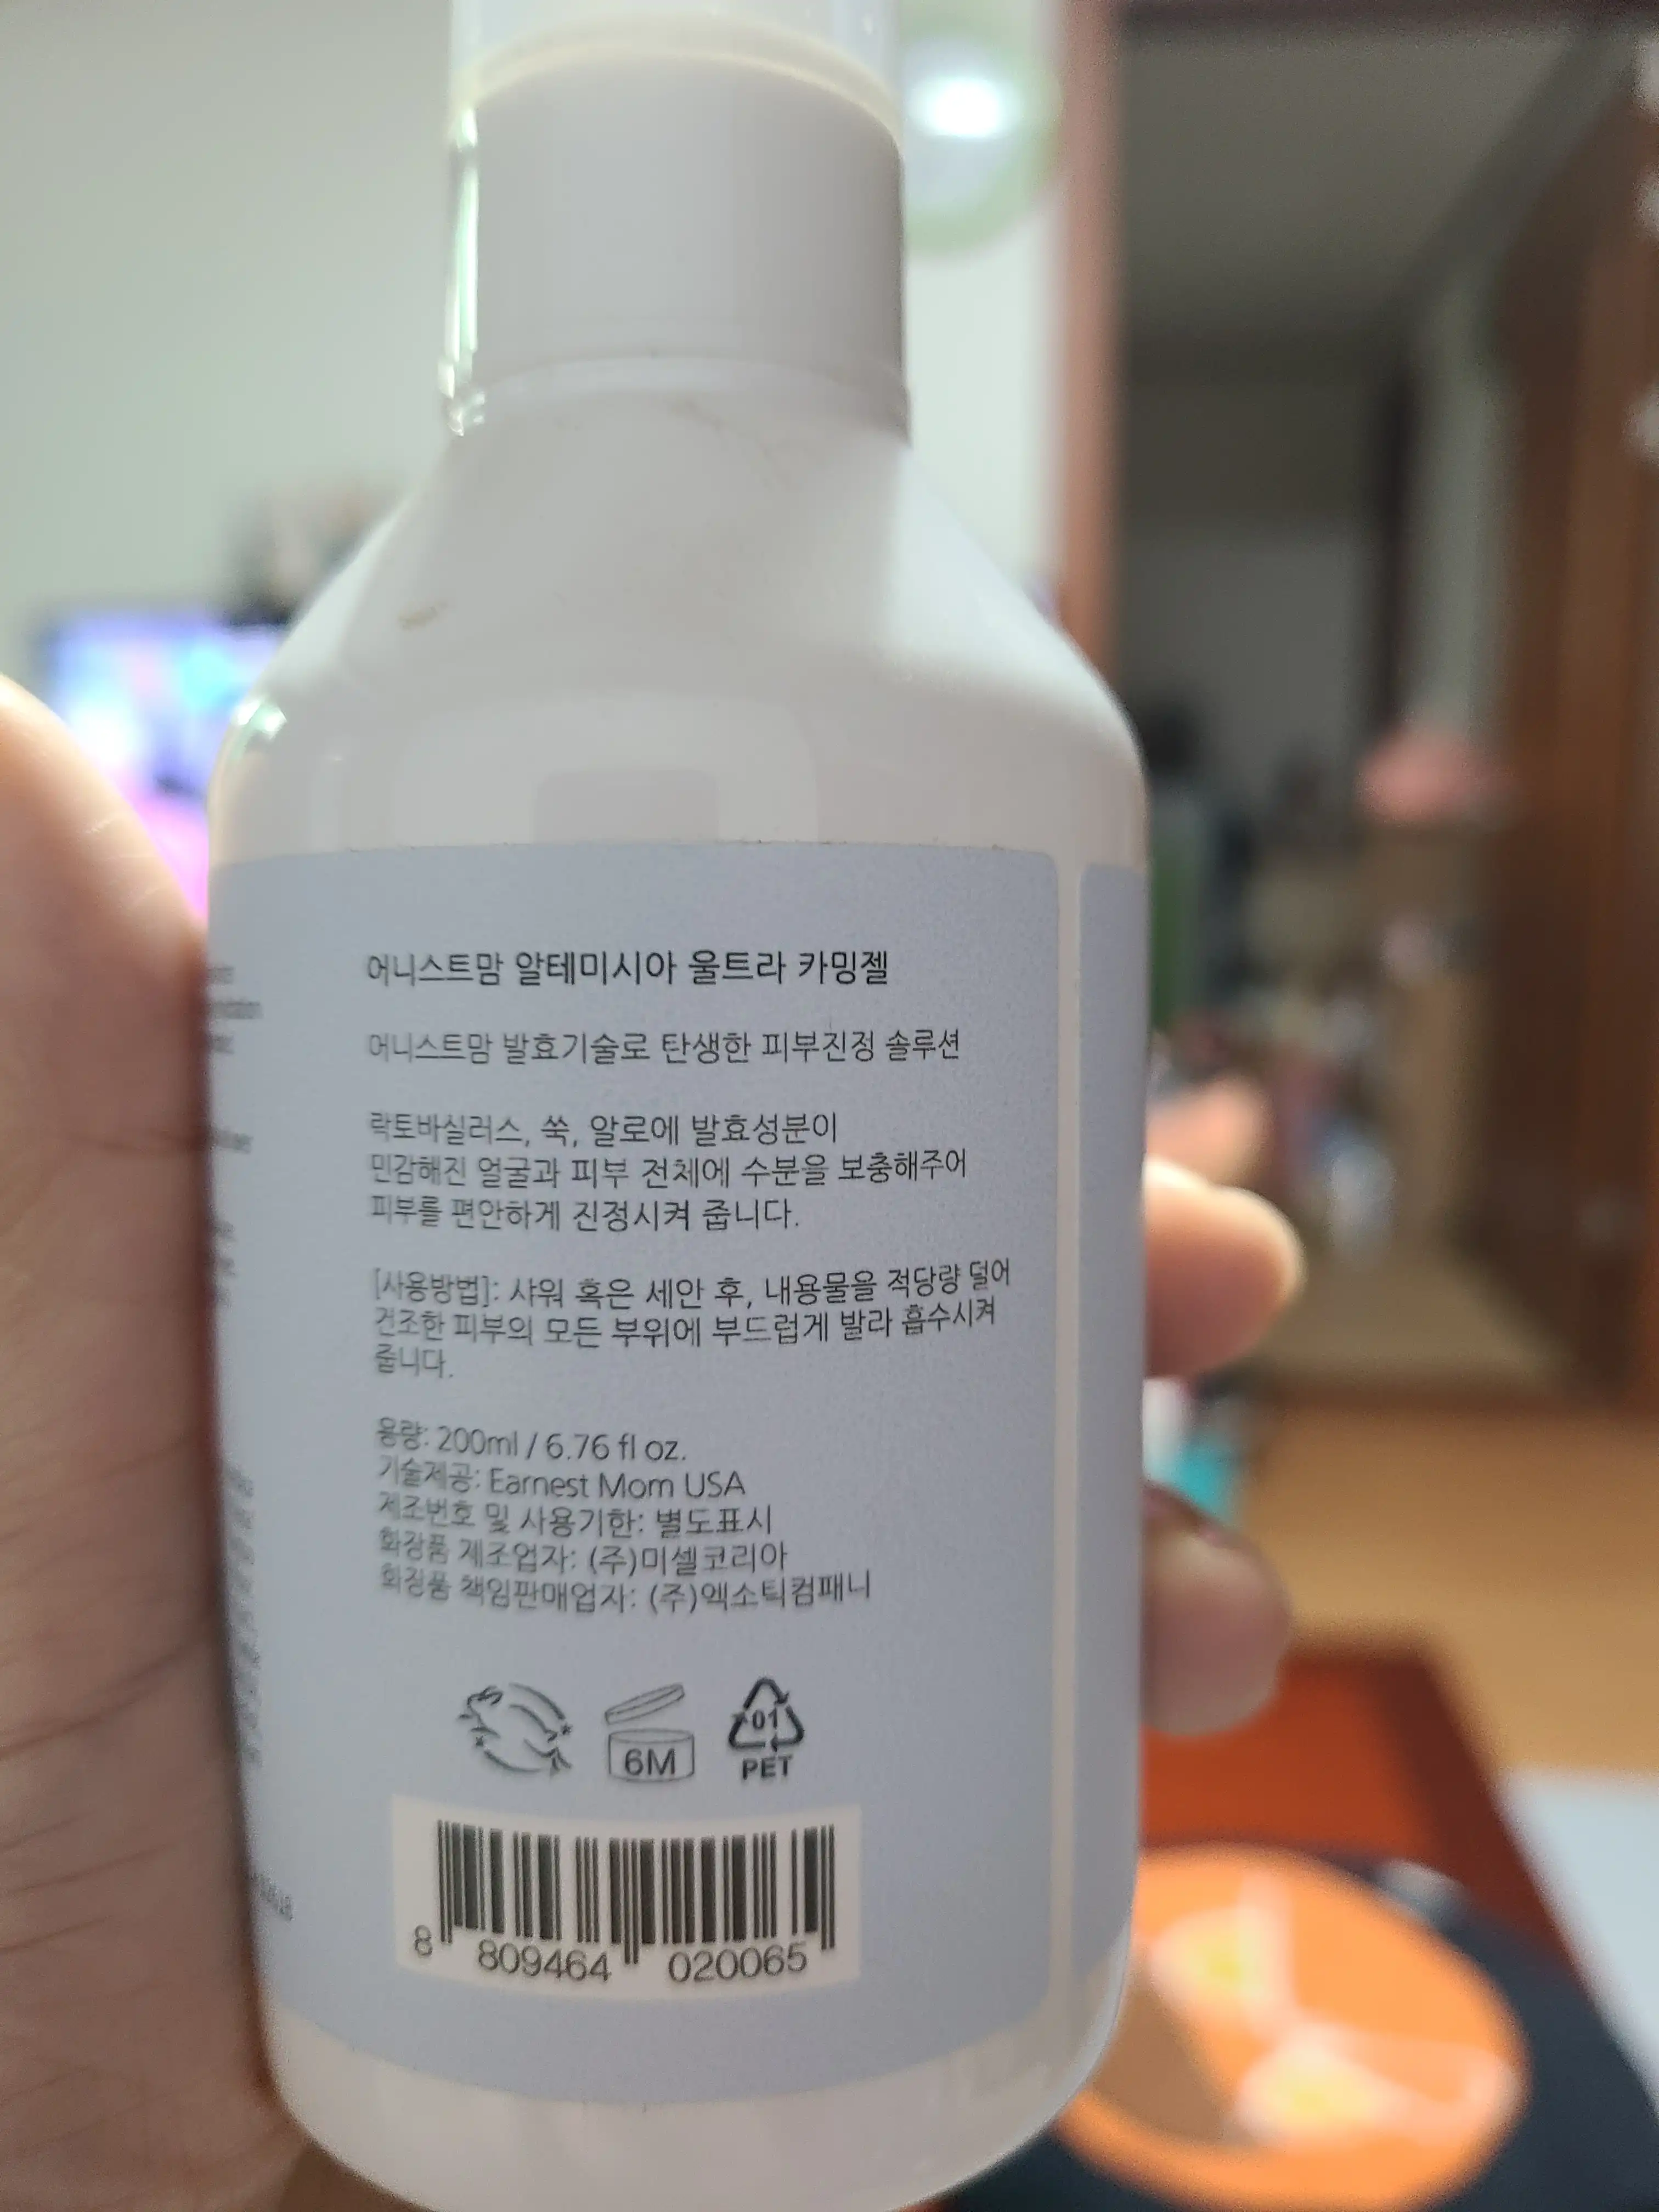 어니스트맘 알테미시아 울트라 카밍젤
어니스트맘 발효기술로 탄생한 피부진정 솔루션
락토바실러스, 쑥, 알로에 발효성분이
민감해진 얼굴과 피부 전체에 수분을 보충해주어
피부를 편안하게 진정시켜 줍니다.
[사용방법]: 샤워 혹은 세안 후, 내용물을 적당량 덜어
건조한 피부의 모든 부위에 부드럽게 발라 흡수시켜
줍니다.
용량: 200ml / 6.76 fl oz.
기술제공: Earnest Mom USA
제조번호 및 사용기한: 별도표시
화장품 제조업자: (주)미셀코리아
화장품 책임판매업자: (주)엑소틱컴패니
6M
01
PET
8 809464 020065